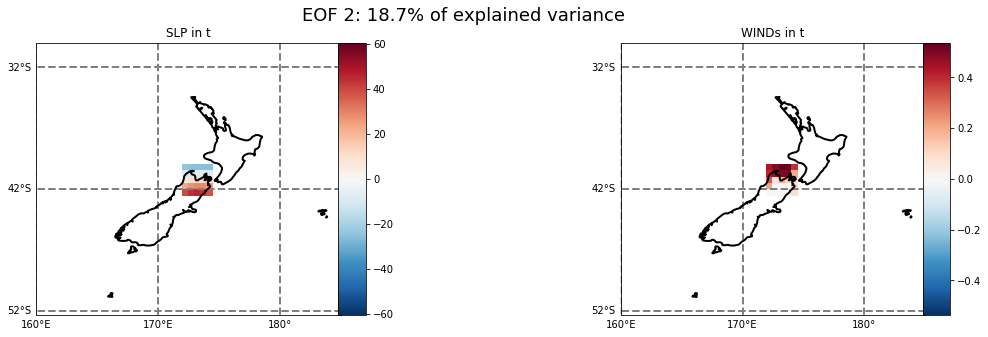 EOF 2: 18.7% of explained variance
SLP in t
32°S
42°S
52°S
160°E
170°E
180°
60
40
20
0
−20
−40
−60
WINDs in t
32°S
42°S
52°S
160°E
170°E
180°
0.4
0.2
0.0
−0.2
−0.4